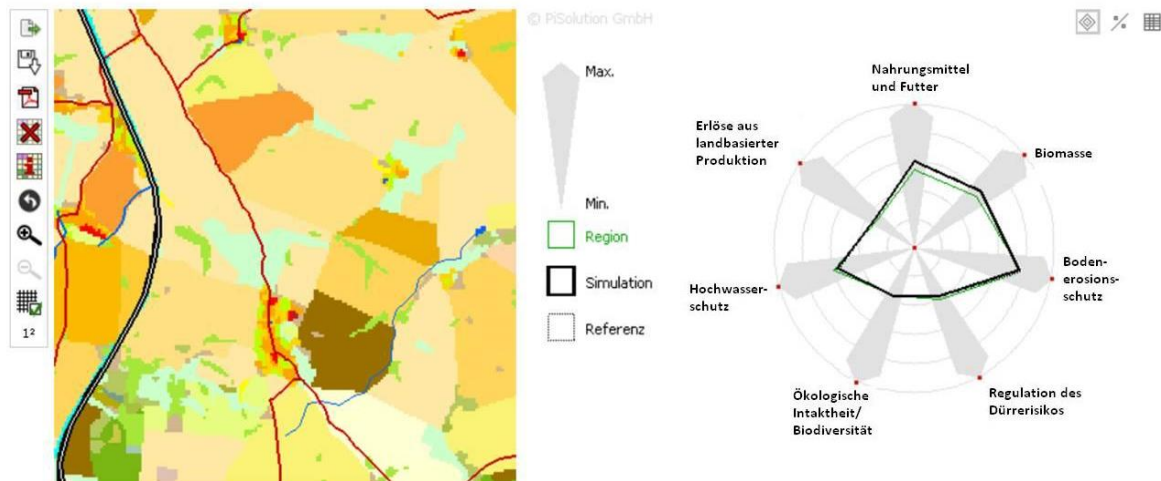 © PiSolution GmbH
1²
Max.
Min.
Region
Simulation
Referenz
Nahrungsmittel
und Futter
Biomasse
Boden-
erosions-
schutz
Regulation des
Dürrerisikos
Ökologische
Intaktheit/
Biodiversität
Hochwasser-
schutz
Erlöse aus
landbasierter
Produktion